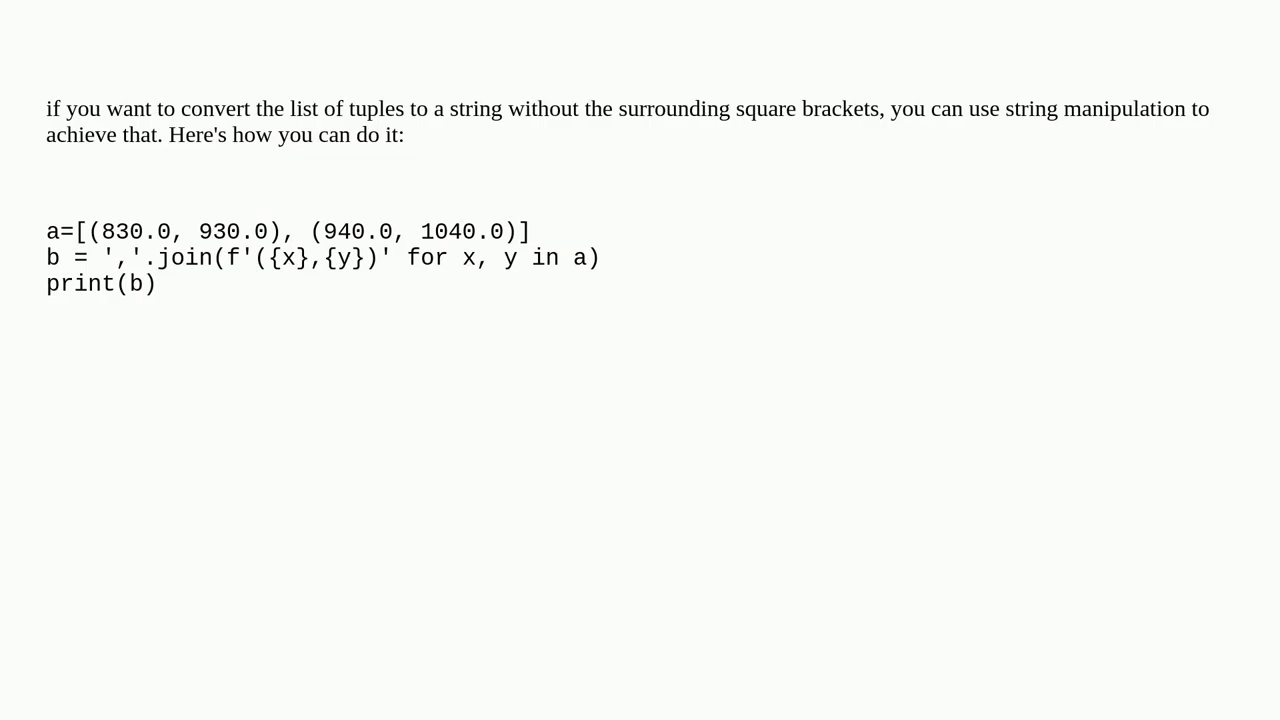 if you want to convert the list of tuples to a string without the surrounding square brackets, you can use string manipulation to
achieve that. Here's how you can do it:
a=[(830.0, 930.0), (940.0, 1040.0)]
b = ','.join(f'({x},{y})' for x, y in a)
print(b)